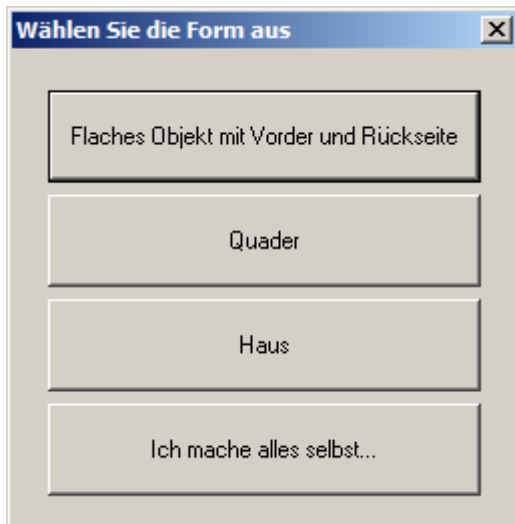 Wählen Sie die Form aus
Flaches Objekt mit Vorder und Rückseite
Quader
Haus
Ich mache alles selbst...